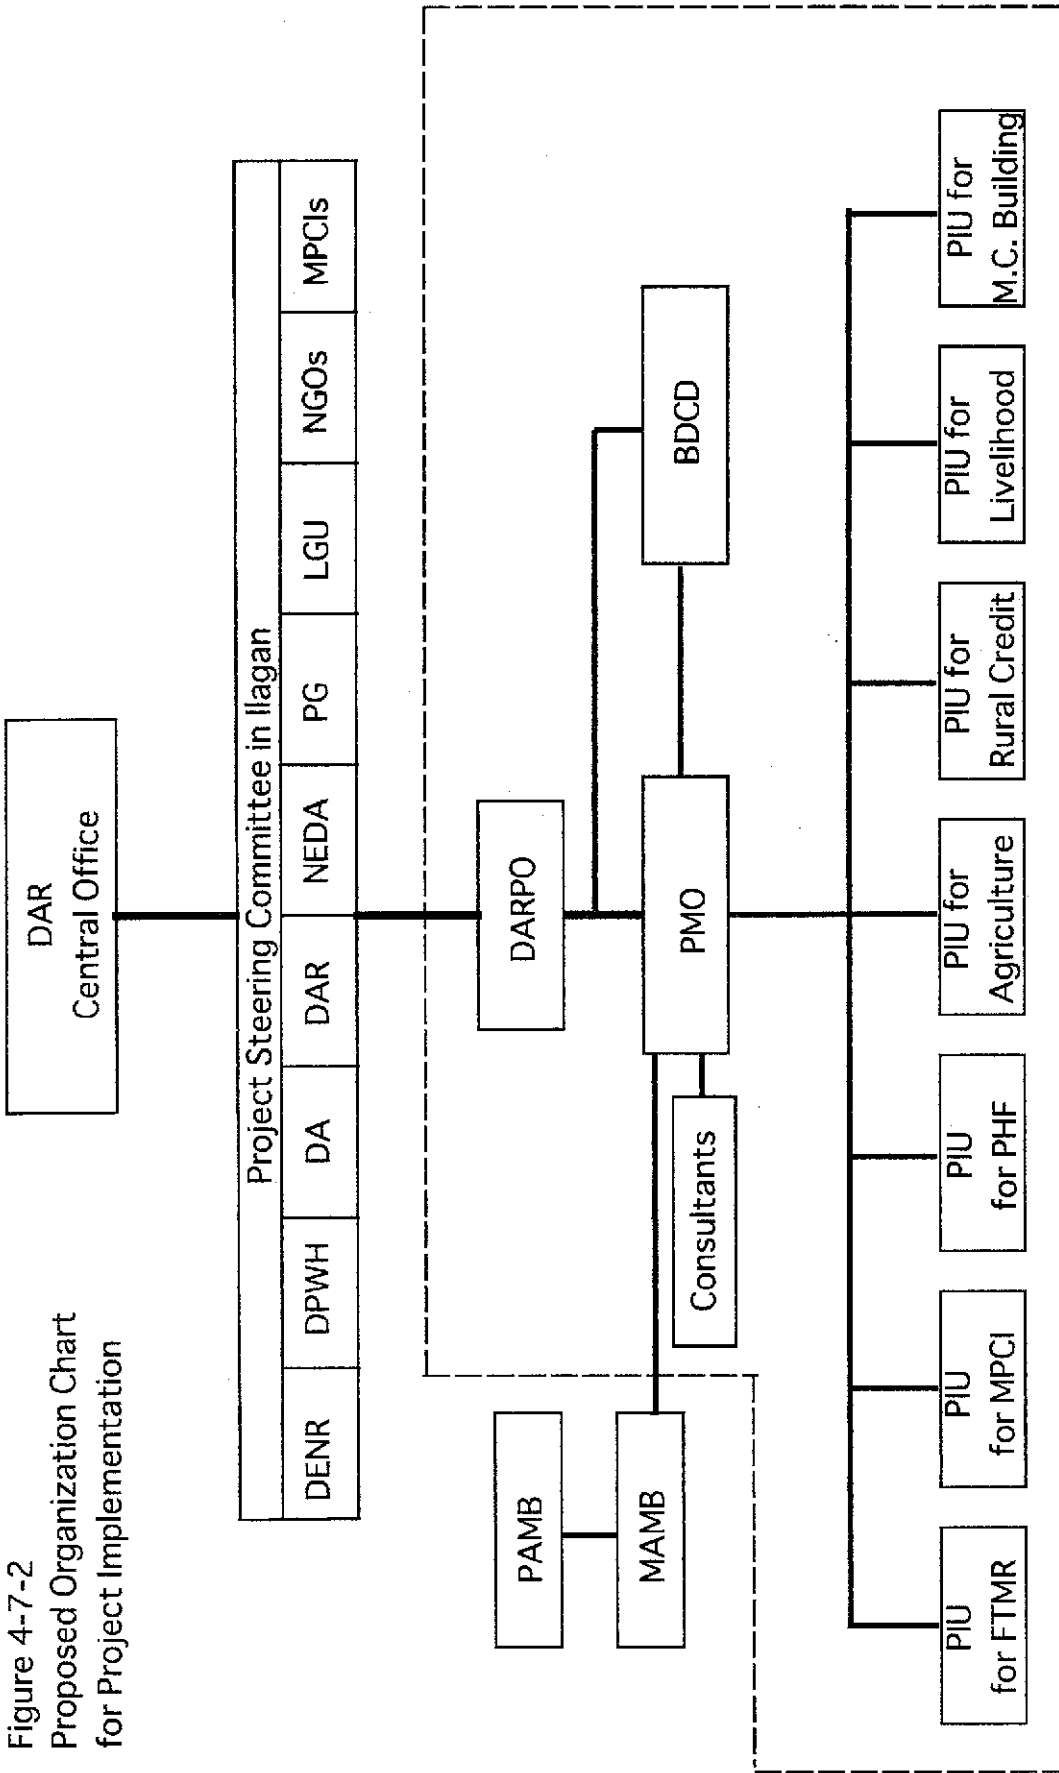 Figure 4-7-2
Proposed Organization Chart
for Project Implementation
DAR
Central Office
Project Steering Committee in Ilagan
DENR
DPWH
DA
DAR
NEDA
PG
LGU
NGOs
MPCIs
DARPO
PAMB
MAMB
PMO
BDCD
Consultants
PIU
for FTMR
PIU
for MPCI
PIU
for PHF
PIU for
Agriculture
PIU for
Rural Credit
PIU for
Livelihood
PIU for
M.C. Building